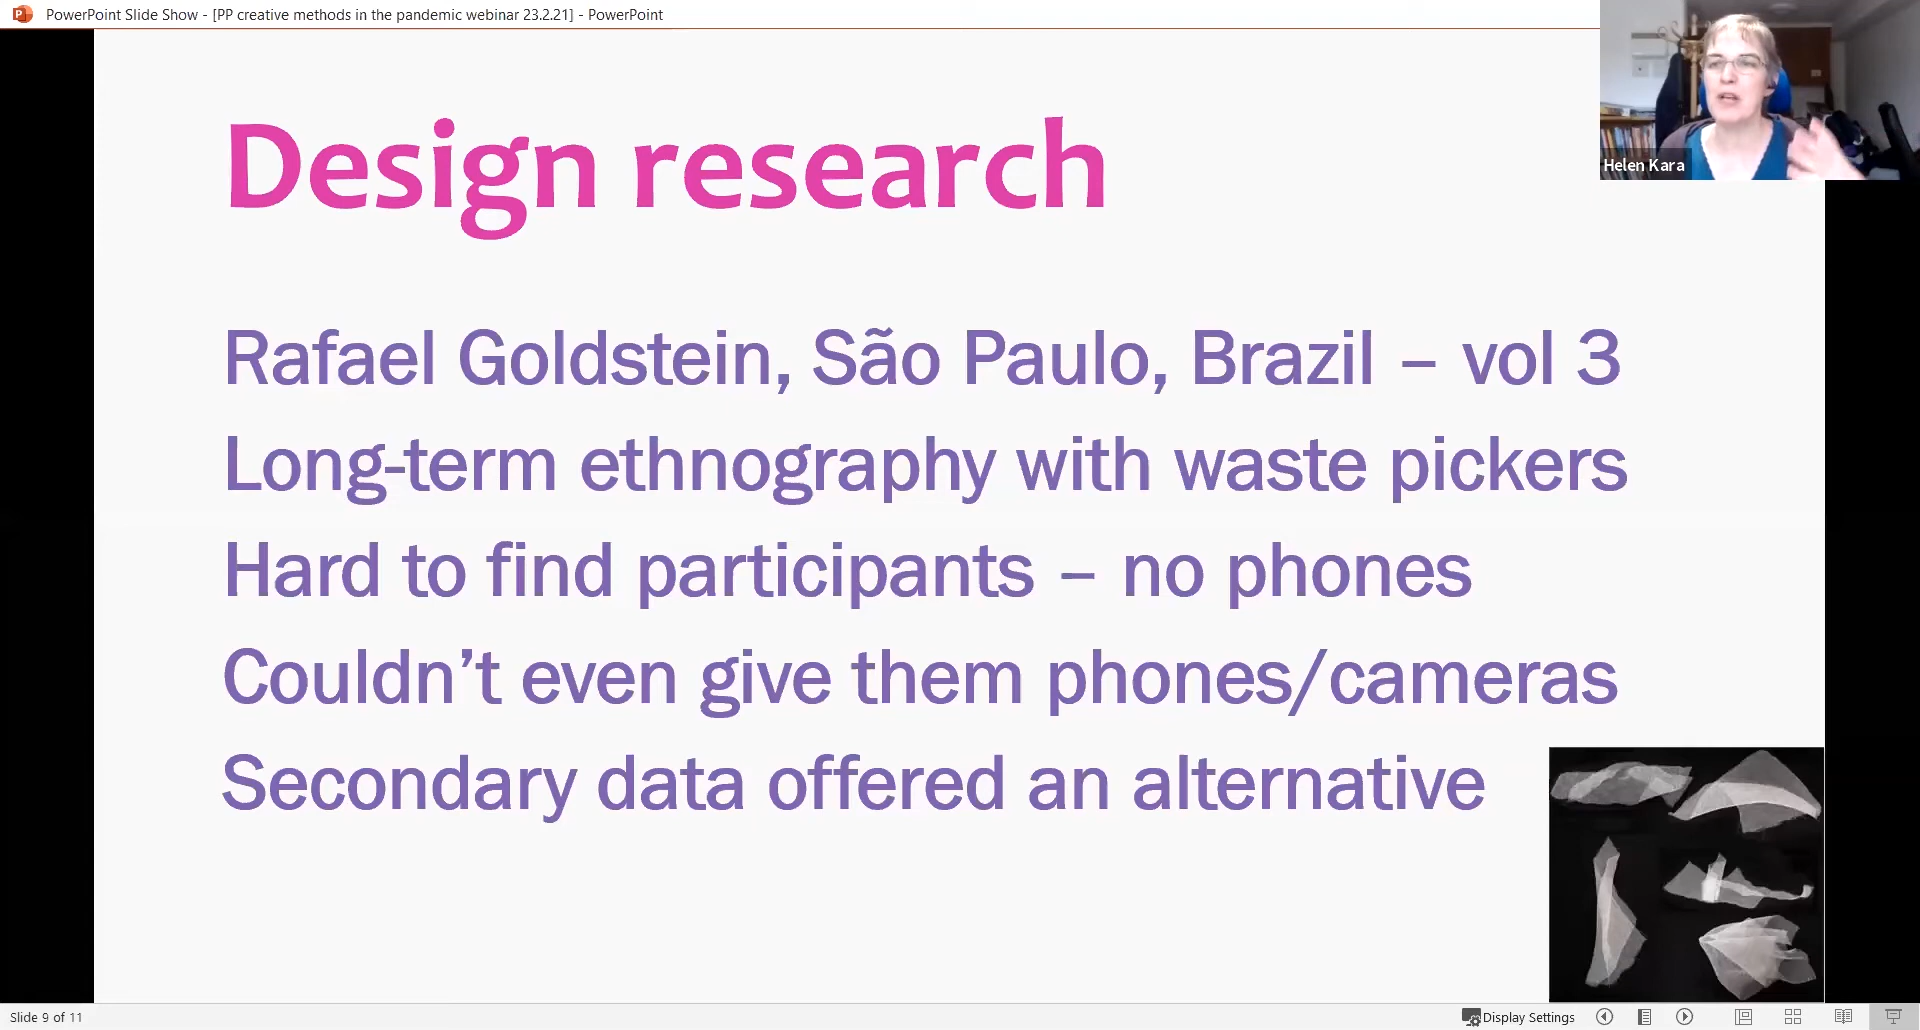 PowerPoint Slide Show - [PP creative methods in the pandemic webinar 23.2.21] - PowerPoint
Helen Kara
Design research
Rafael Goldstein, São Paulo, Brazil – vol 3
Long-term ethnography with waste pickers
Hard to find participants – no phones
Couldn’t even give them phones/cameras
Secondary data offered an alternative
Slide 9 of 11
Display Settings